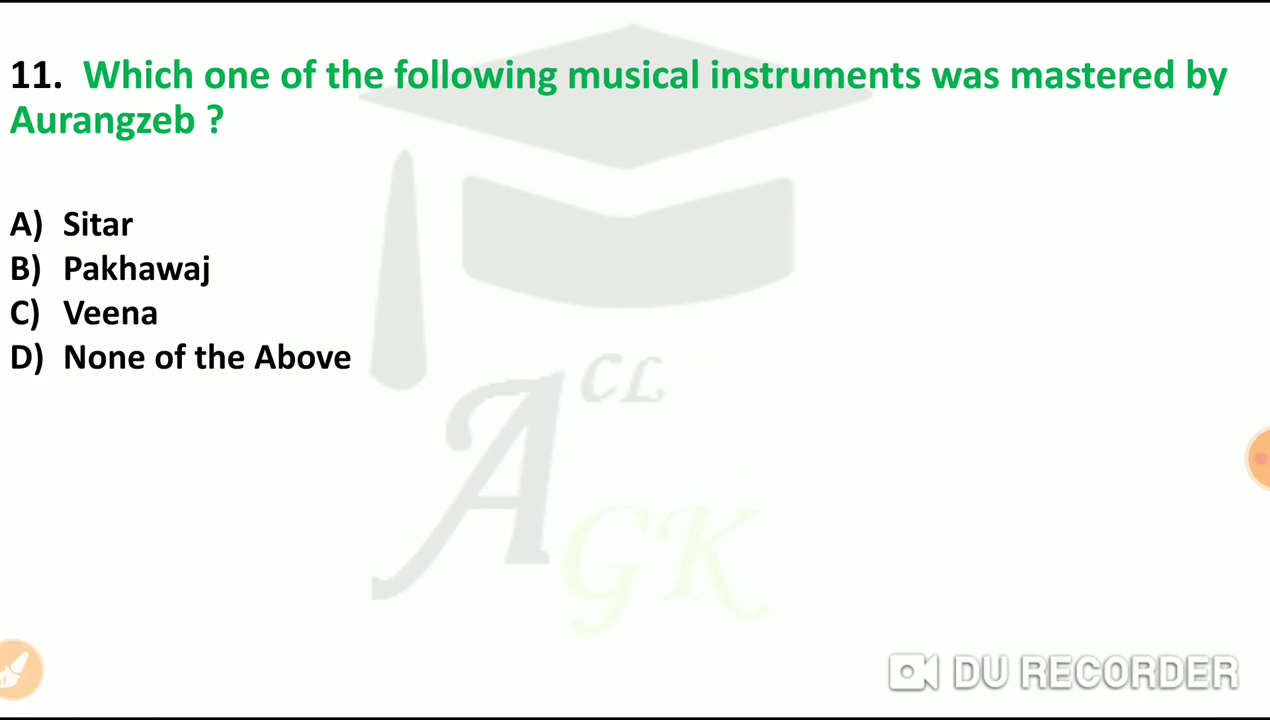 11. Which one of the following musical instruments was mastered by
Aurangzeb ?
A) Sitar
B) Pakhawaj
C) Veena
D) None of the Above
CL
A
GK
DU RECORDER